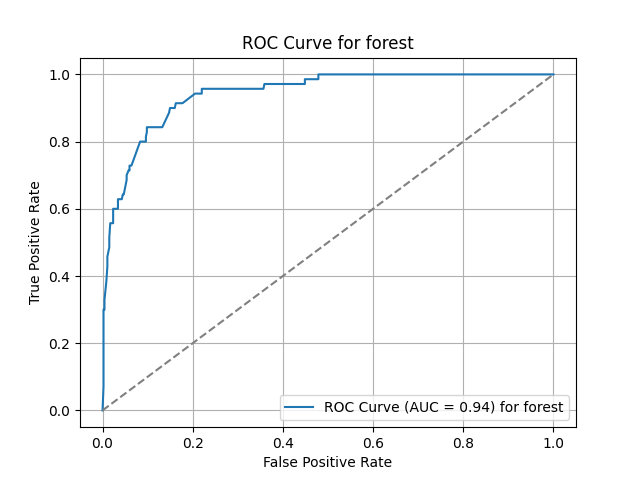 ROC Curve for forest
1.0
0.8
0.6
0.4
0.2
0.0
True Positive Rate
ROC Curve (AUC = 0.94) for forest
0.0 0.2 0.4 0.6 0.8 1.0
False Positive Rate